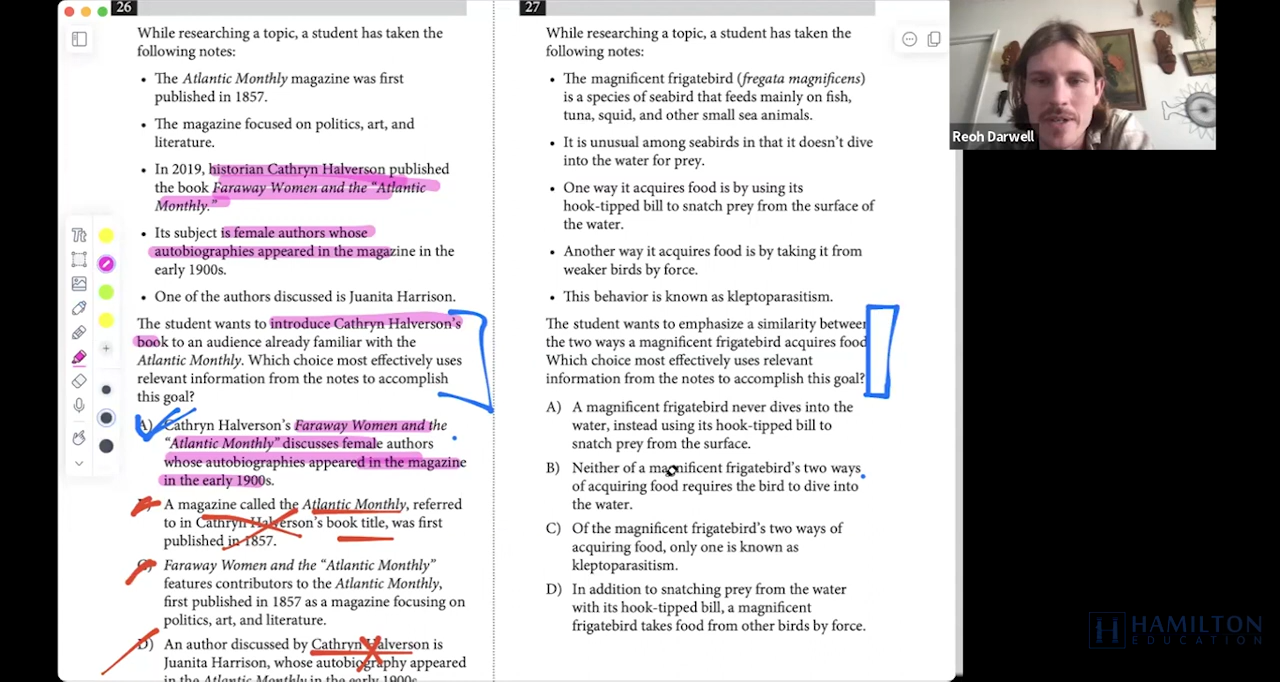 26
While researching a topic, a student has taken the
following notes:
• The Atlantic Monthly magazine was first
published in 1857.
• The magazine focused on politics, art, and
literature.
• In 2019, historian Cathryn Halverson published
the book Faraway Women and the “Atlantic
Monthly.”
• Its subject is female authors whose
autobiographies appeared in the magazine in the
early 1900s.
• One of the authors discussed is Juanita Harrison.
The student wants to introduce Cathryn Halverson’s
book to an audience already familiar with the
Atlantic Monthly. Which choice most effectively uses
relevant information from the notes to accomplish
this goal?
A) Cathryn Halverson’s Faraway Women and the
“Atlantic Monthly” discusses female authors
whose autobiographies appeared in the magazine
in the early 1900s.
A magazine called the Atlantic Monthly, referred
to in Cathryn Halverson’s book title, was first
published in 1857.
C) Faraway Women and the “Atlantic Monthly”
features contributors to the Atlantic Monthly,
first published in 1857 as a magazine focusing on
politics, art, and literature.
D) An author discussed by Cathryn Halverson is
Juanita Harrison, whose autobiography appeared
in the Atlantic Monthly in the early 1900s.
27
While researching a topic, a student has taken the
following notes:
• The magnificent frigatebird (fregata magnificens)
is a species of seabird that feeds mainly on fish,
tuna, squid, and other small sea animals.
• It is unusual among seabirds in that it doesn’t dive
into the water for prey.
• One way it acquires food is by using its
hook-tipped bill to snatch prey from the surface of
the water.
• Another way it acquires food is by taking it from
weaker birds by force.
• This behavior is known as kleptoparasitism.
The student wants to emphasize a similarity between
the two ways a magnificent frigatebird acquires food
Which choice most effectively uses relevant
information from the notes to accomplish this goal?
A) A magnificent frigatebird never dives into the
water, instead using its hook-tipped bill to
snatch prey from the surface.
B) Neither of a magnificent frigatebird’s two ways
of acquiring food requires the bird to dive into
the water.
C) Of the magnificent frigatebird’s two ways of
acquiring food, only one is known as
kleptoparasitism.
D) In addition to snatching prey from the water
with its hook-tipped bill, a magnificent
frigatebird takes food from other birds by force.
Tt
Reoh Darwell
H HAMILTON
EDUCATION